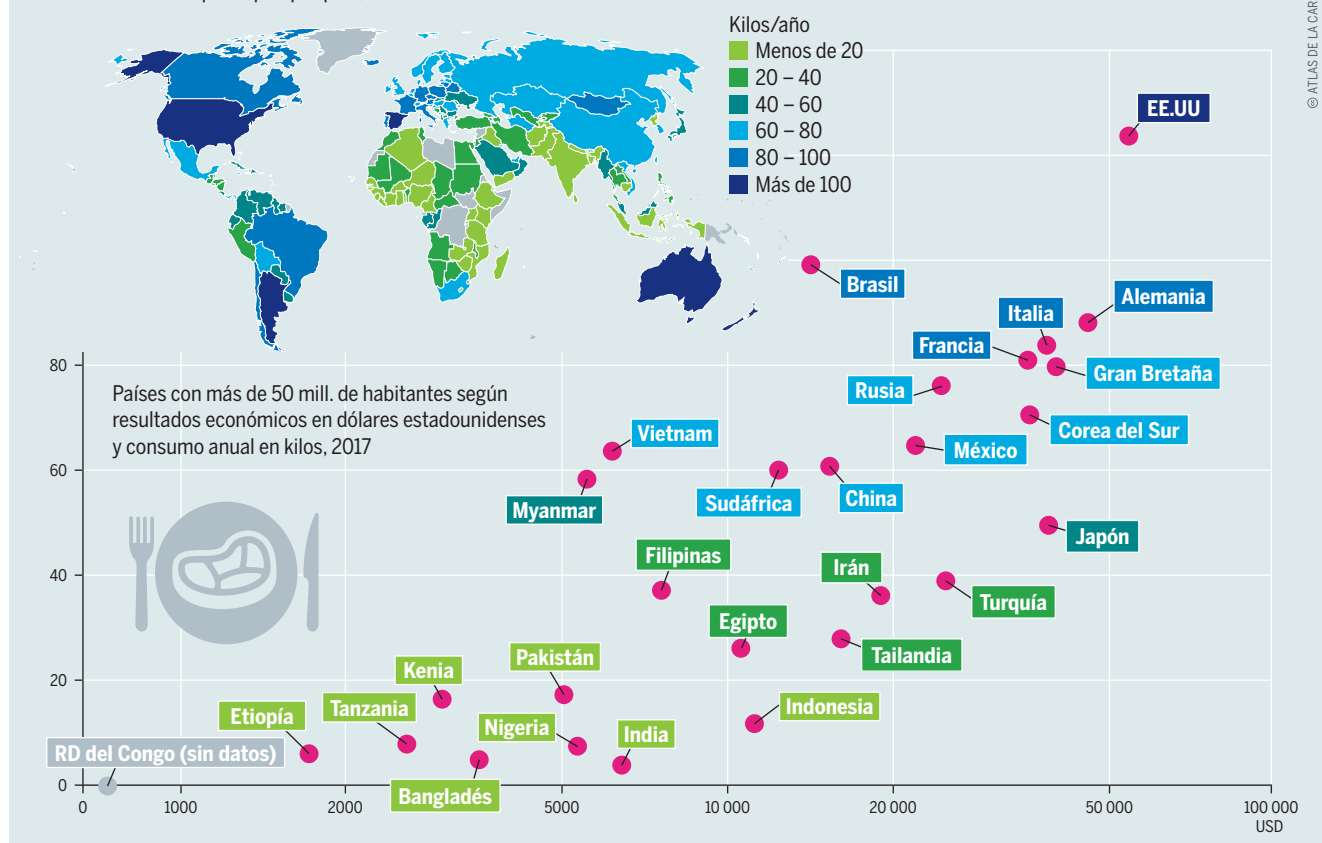 Kilos/año
Menos de 20
20 – 40
40 – 60
60 – 80
80 – 100
Más de 100
© ATLAS DE LA CAR
EE.UU
Brasil
Alemania
Italia
Francia
Gran Bretaña
Rusia
Corea del Sur
México
Vietnam
Myanmar
Sudáfrica
China
Japón
Filipinas
Irán
Turquía
Egipto
Tailandia
Pakistán
Kenia
Tanzania
Etiopía
Nigeria
India
Indonesia
RD del Congo (sin datos)
Bangladés
Países con más de 50 mill. de habitantes según
resultados económicos en dólares estadounidenses
y consumo anual en kilos, 2017
80
60
40
20
0
0 1000 2000 5000 10 000 20 000 50 000 100 000
USD